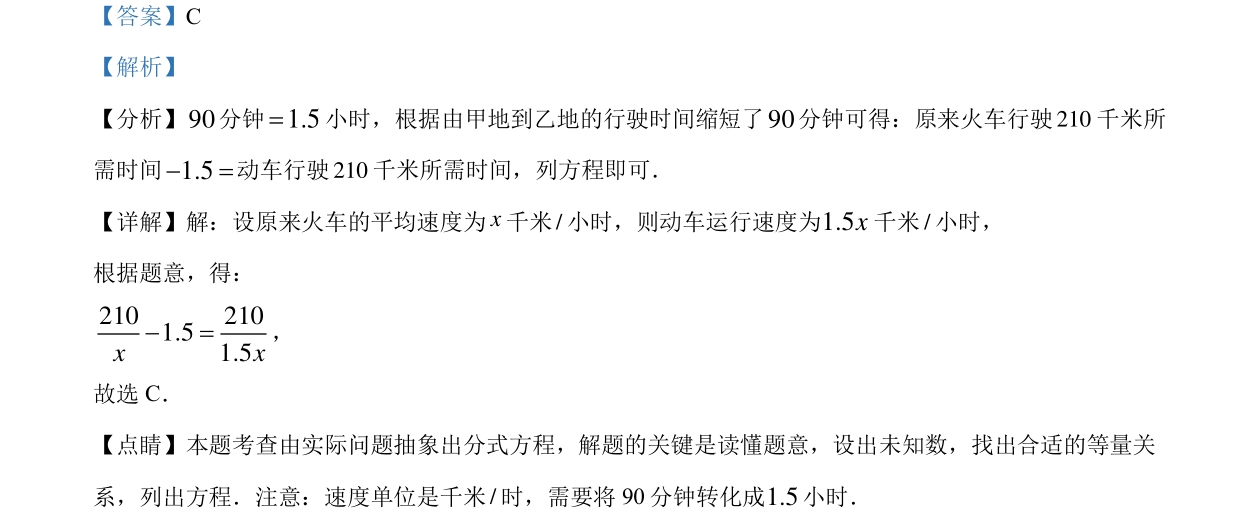 【答案】C
【解析】
【分析】90分钟=1.5小时，根据由甲地到乙地的行驶时间缩短了90分钟可得：原来火车行驶210千米所
需时间−1.5=动车行驶210千米所需时间，列方程即可．
【详解】解：设原来火车的平均速度为x千米/小时，则动车运行速度为1.5x千米/小时，
根据题意，得：
210/x−1.5=210/1.5x，
故选 C．
【点睛】本题考查由实际问题抽象出分式方程，解题的关键是读懂题意，设出未知数，找出合适的等量关
系，列出方程．注意：速度单位是千米/时，需要将 90 分钟转化成1.5小时．